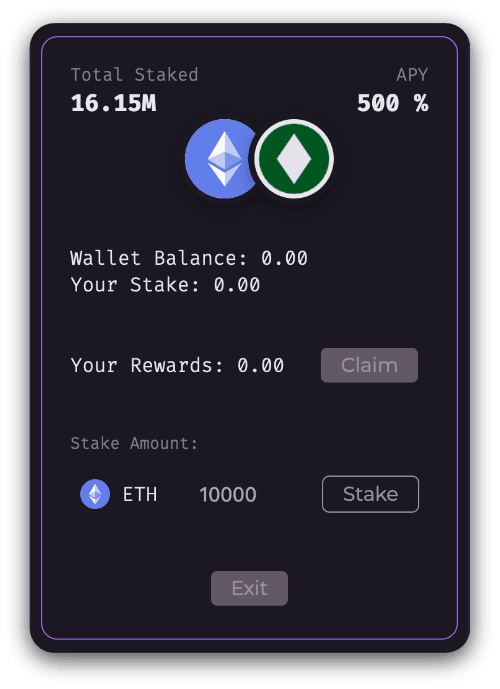 Total Staked APY
16.15M 500 %
Wallet Balance: 0.00
Your Stake: 0.00
Your Rewards: 0.00 Claim
Stake Amount:
ETH 10000 Stake
Exit